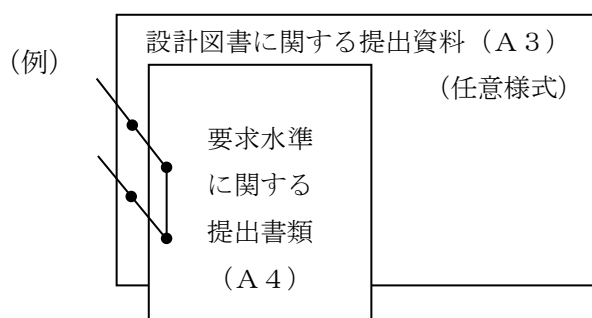 設計図書に関する提出資料（Ａ３）
（例）
（任意様式）
要求水準
に関する
提出書類
（Ａ４）